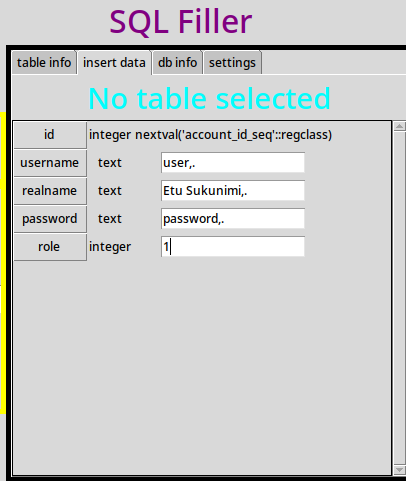 SQL Filler
table info insert data db info settings
No table selected
id integer nextval('account_id_seq'::regclass)
username text user,.
realname text Etu Sukunimi,.
password text password,.
role integer 1